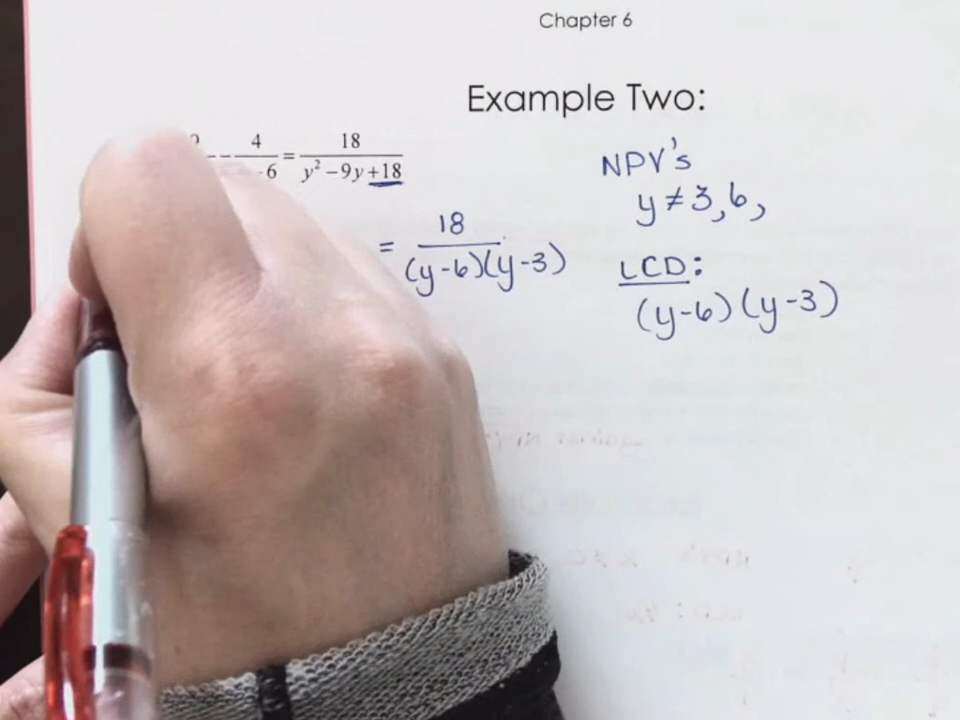 Chapter 6
Example Two:
- 4/-6 = 18/(y² - 9y + 18)
NPV's
y ≠ 3, 6,
= 18/((y-6)(y-3))
LCD:
(y-6)(y-3)